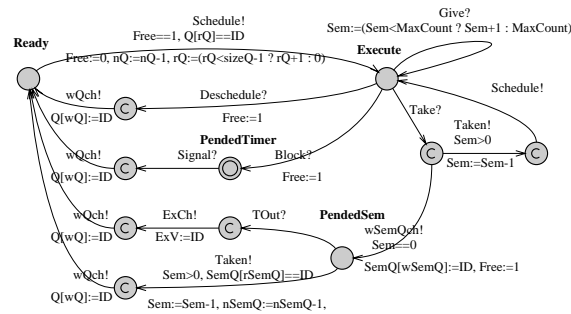 Give?
Sem:=(Sem<MaxCount ? Sem+1 : MaxCount)
Schedule!
Free==1, Q[rQ]==ID
Ready
Execute
Free:=0, nQ:=nQ-1, rQ:=(rQ<sizeQ-1 ? rQ+1 : 0)
Schedule!
wQch!
Deschedule?
C
Q[wQ]:=ID
Free:=1
Take?
Taken!
Sem>0
PendedTimer
wQch!
Signal?
Block?
C
C
C
Sem:=Sem-1
Q[wQ]:=ID
Free:=1
wQch!
ExCh!
TOut?
PendedSem
C
C
wSemQch!
Sem==0
Q[wQ]:=ID
ExV:=ID
Taken!
Sem>0, SemQ[rSemQ]==ID
SemQ[wSemQ]:=ID, Free:=1
wQch!
C
Q[wQ]:=ID
Sem:=Sem-1, nSemQ:=nSemQ-1,